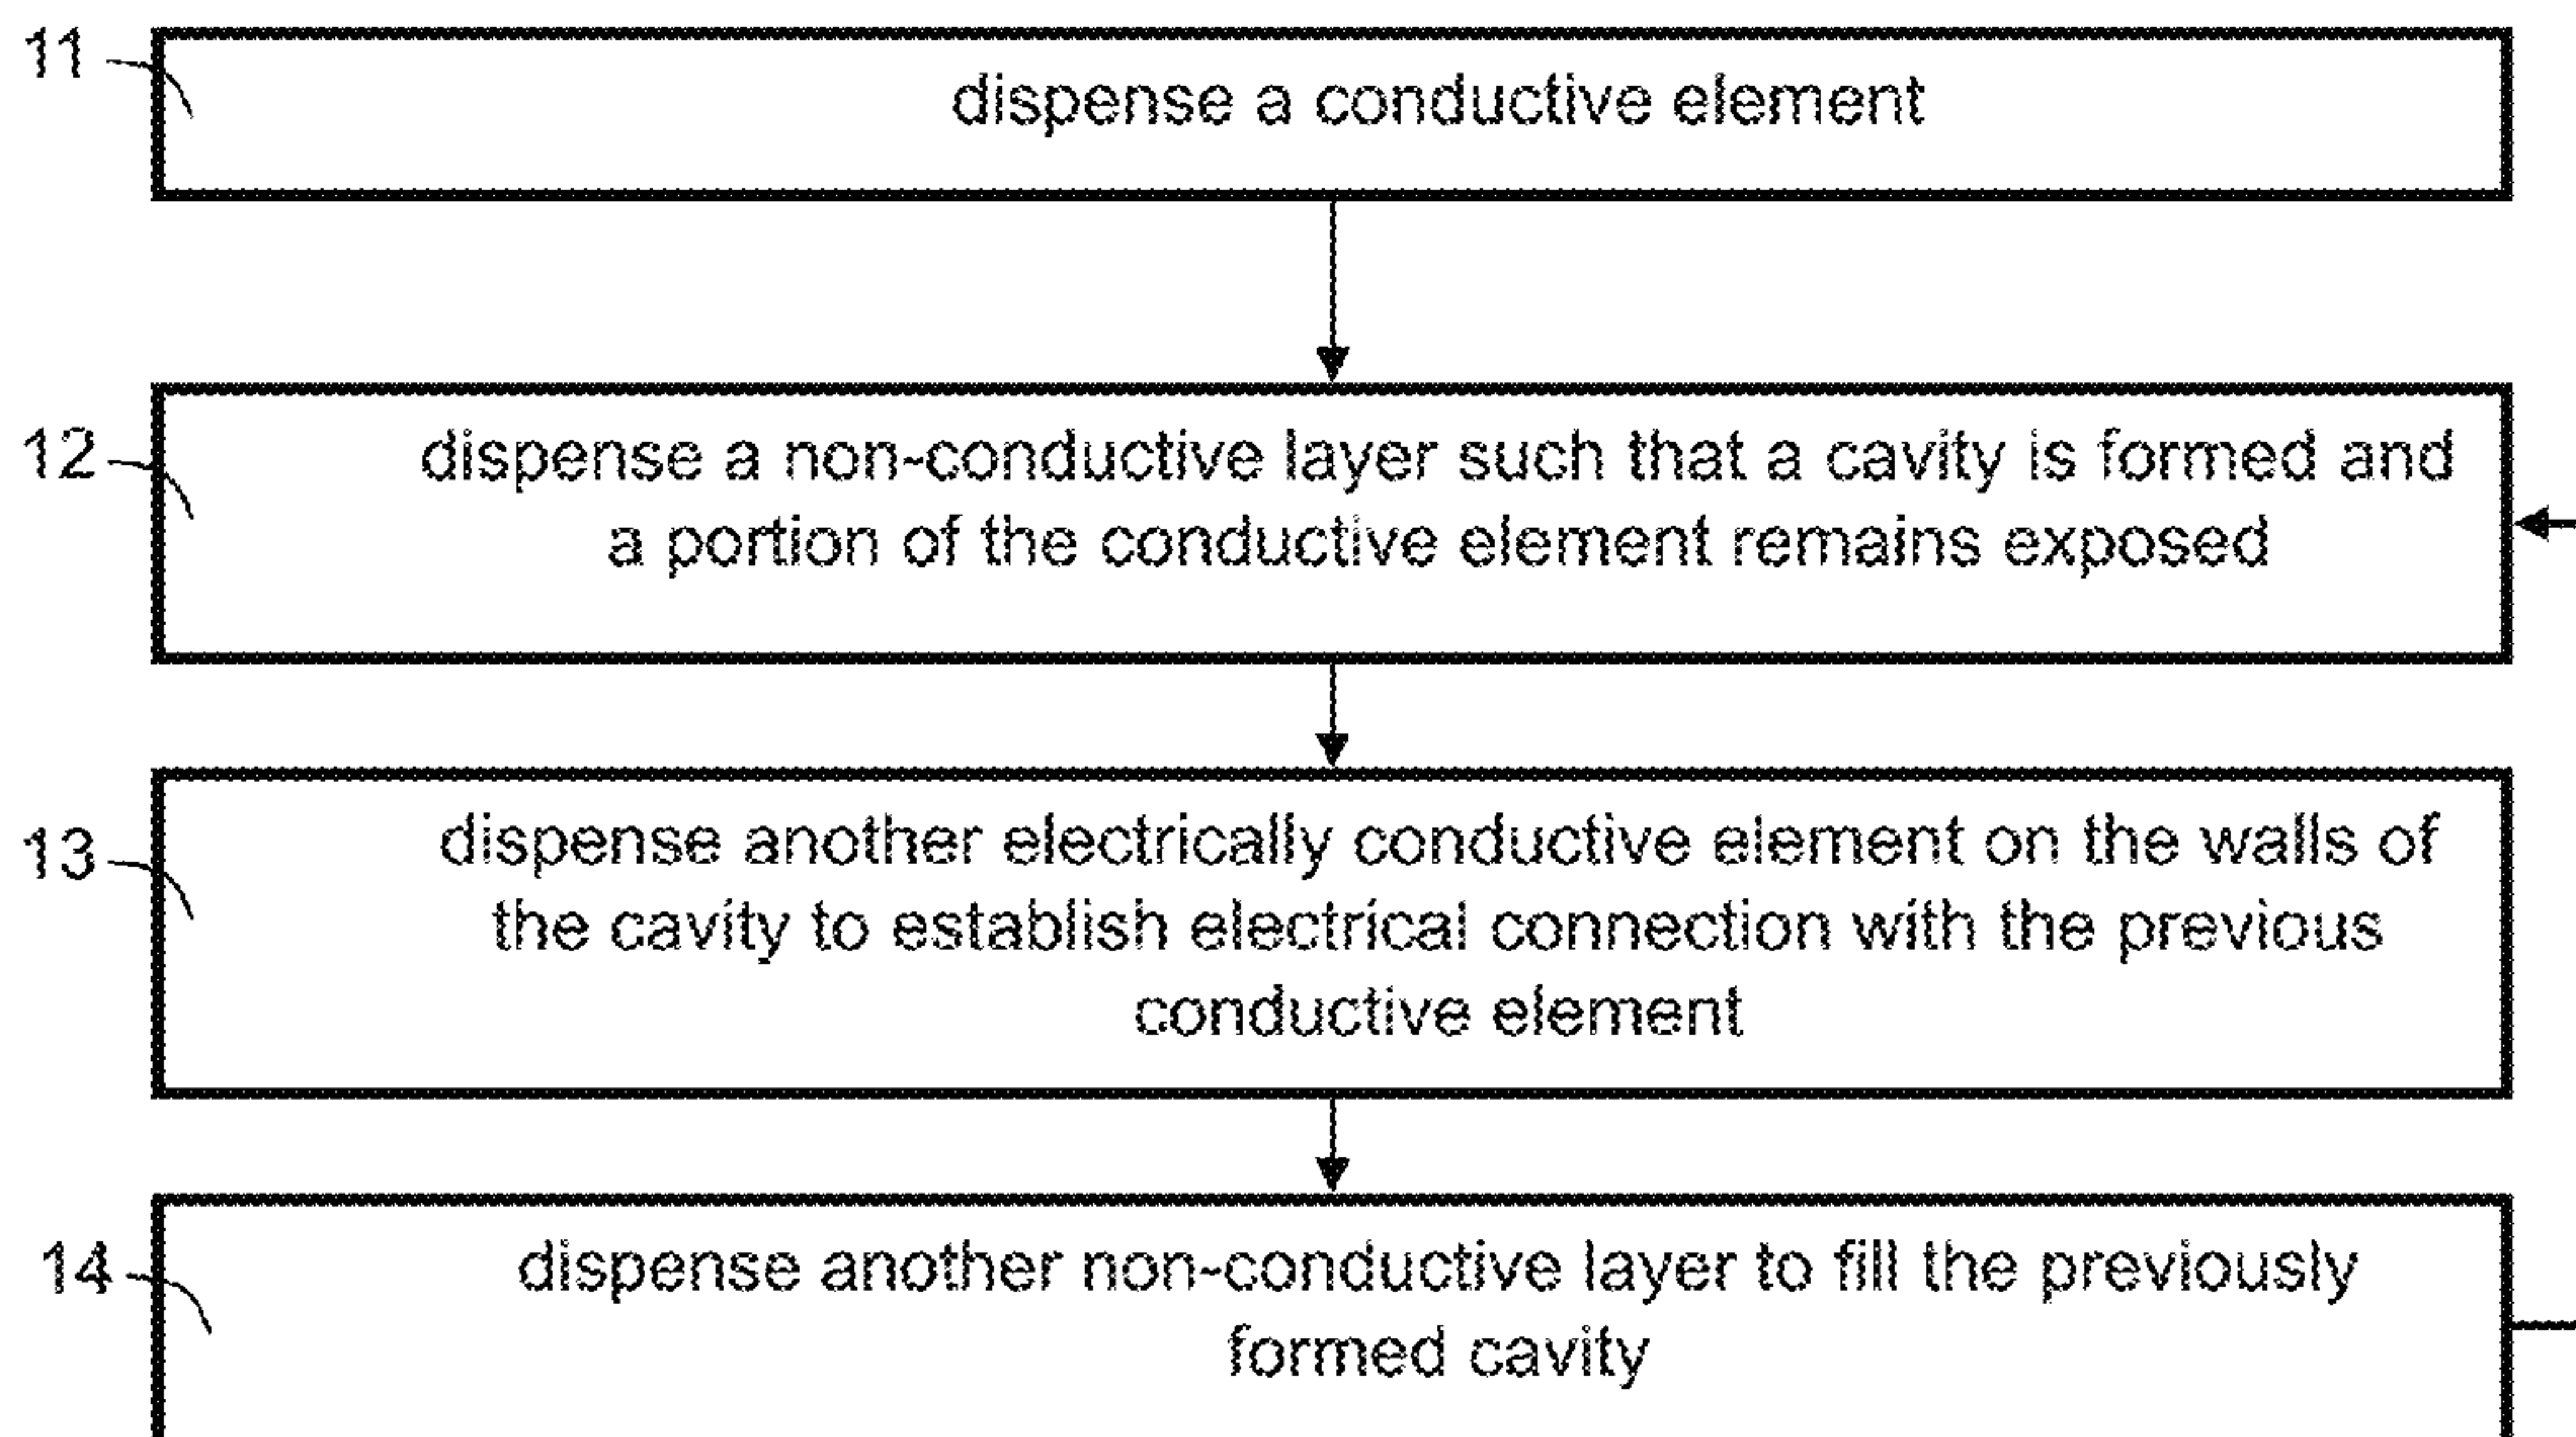 11
dispense a conductive element
12
dispense a non-conductive layer such that a cavity is formed and
a portion of the conductive element remains exposed
13
dispense another electrically conductive element on the walls of
the cavity to establish electrical connection with the previous
conductive element
14
dispense another non-conductive layer to fill the previously
formed cavity